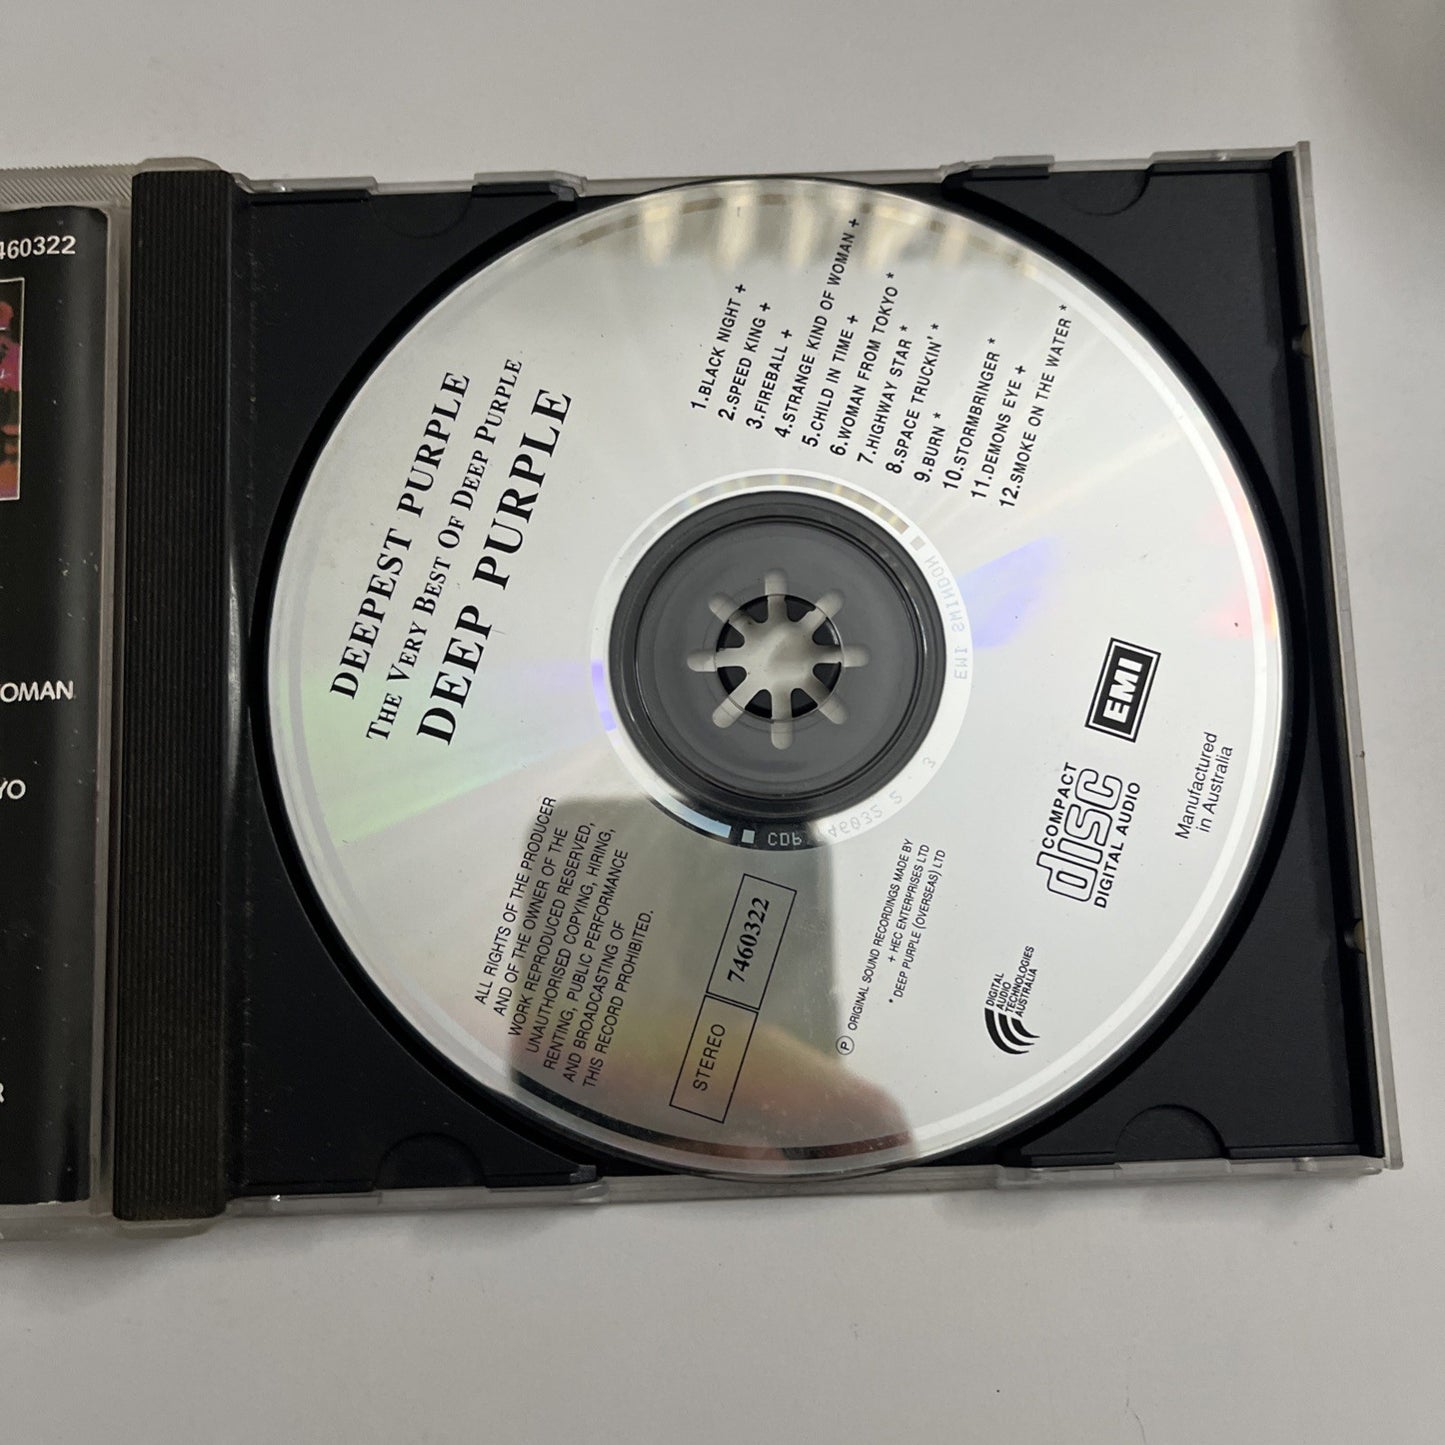 460322
OMAN
YO
R
DEEPEST PURPLE
THE VERY BEST OF DEEP PURPLE
DEEP PURPLE
1.BLACK NIGHT +
2.SPEED KING +
3.FIREBALL +
4.STRANGE KIND OF WOMAN +
5.CHILD IN TIME +
6.WOMAN FROM TOKYO *
7.HIGHWAY STAR *
8.SPACE TRUCKIN' *
9.BURN *
10.STORMBRINGER *
11.DEMONS EYE +
12.SMOKE ON THE WATER *
ALL RIGHTS OF THE PRODUCER
AND OF THE OWNER OF THE
WORK REPRODUCED RESERVED,
UNAUTHORISED COPYING, HIRING,
RENTING, PUBLIC PERFORMANCE
AND BROADCASTING OF
THIS RECORD PROHIBITED.
STEREO
7460322
Ⓟ ORIGINAL SOUND RECORDINGS MADE BY
+ HEC ENTERPRISES LTD
* DEEP PURPLE (OVERSEAS) LTD
EMI
COMPACT
disc
DIGITAL AUDIO
Manufactured
in Australia
DIGITAL
AUDIO
TECHNOLOGIES
AUSTRALIA
EMI SWINDON